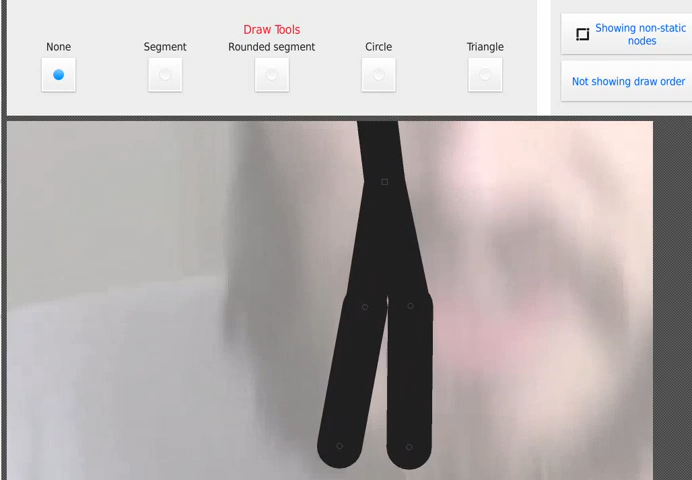 Draw Tools
None
Segment
Rounded segment
Circle
Triangle
Showing non-static
nodes
Not showing draw order